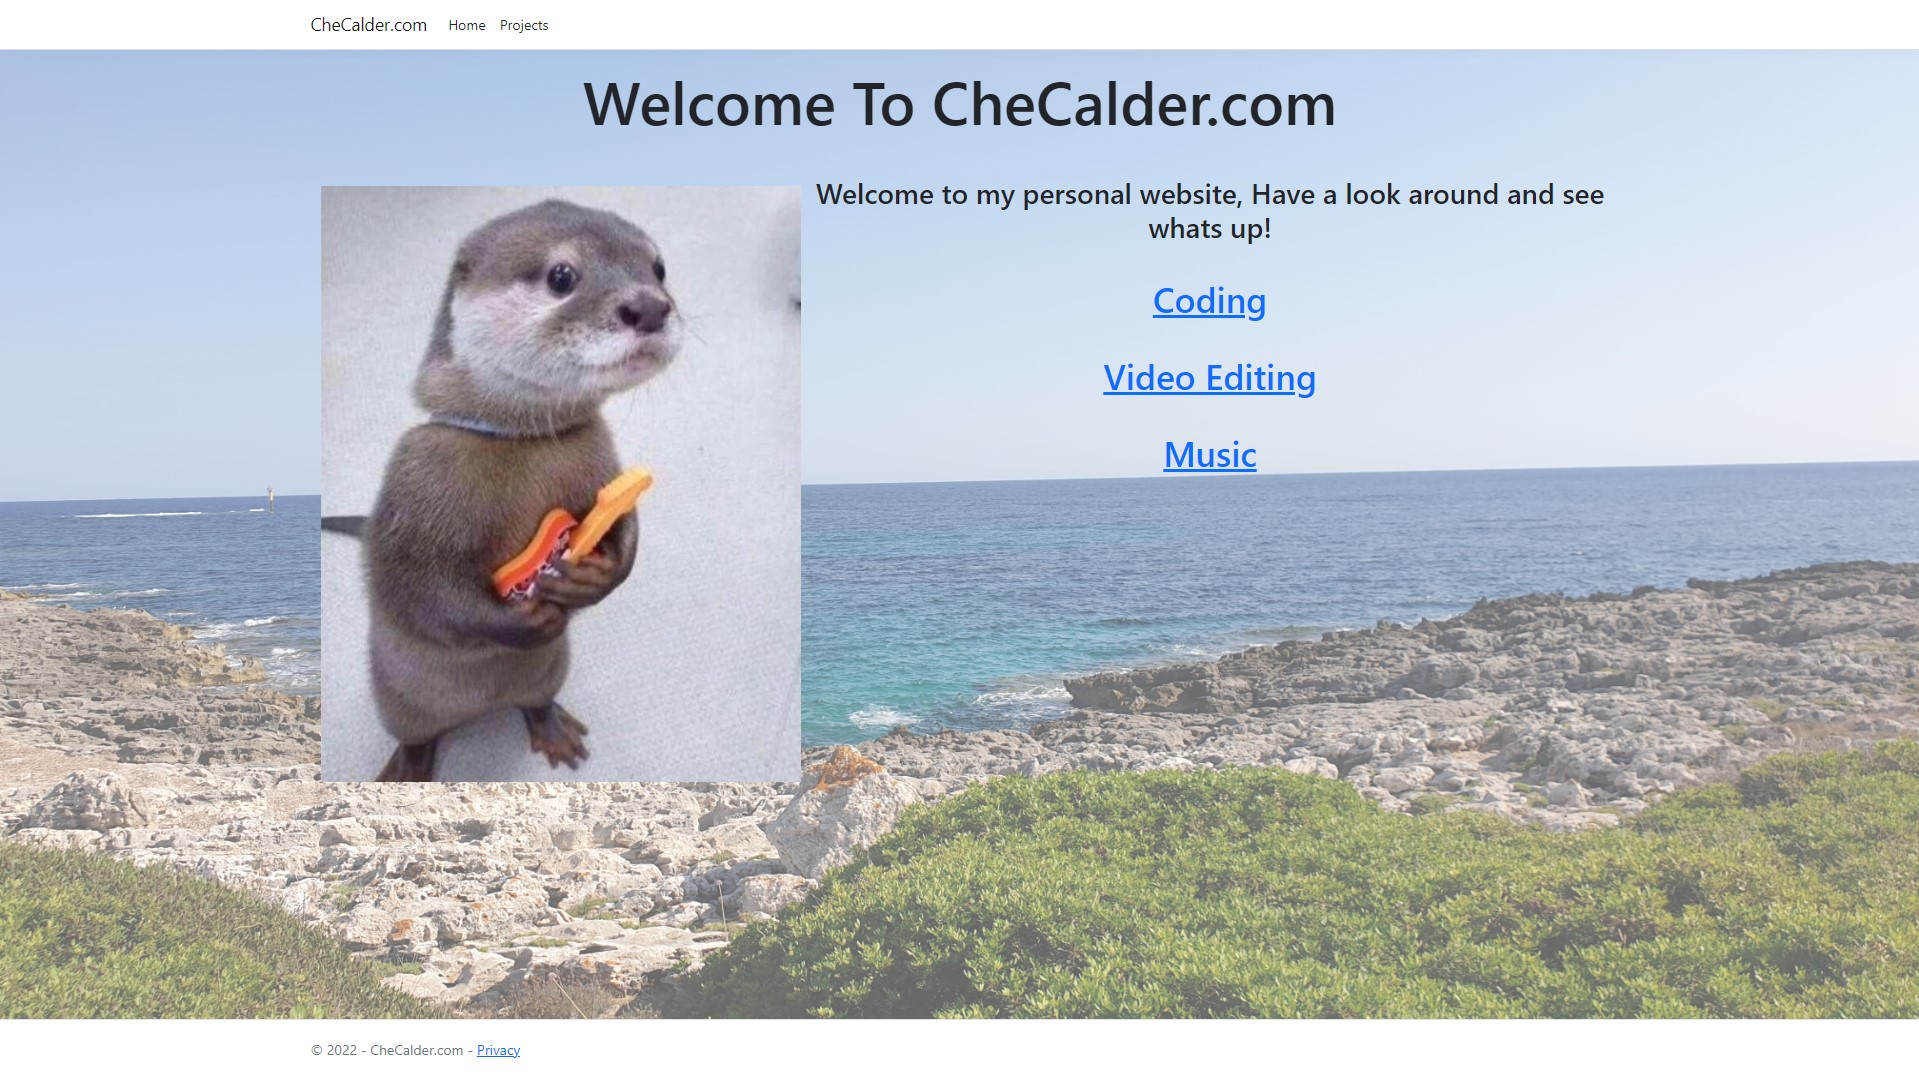 CheCalder.com Home Projects
Welcome To CheCalder.com
Welcome to my personal website, Have a look around and see
whats up!
Coding
Video Editing
Music
© 2022 - CheCalder.com - Privacy